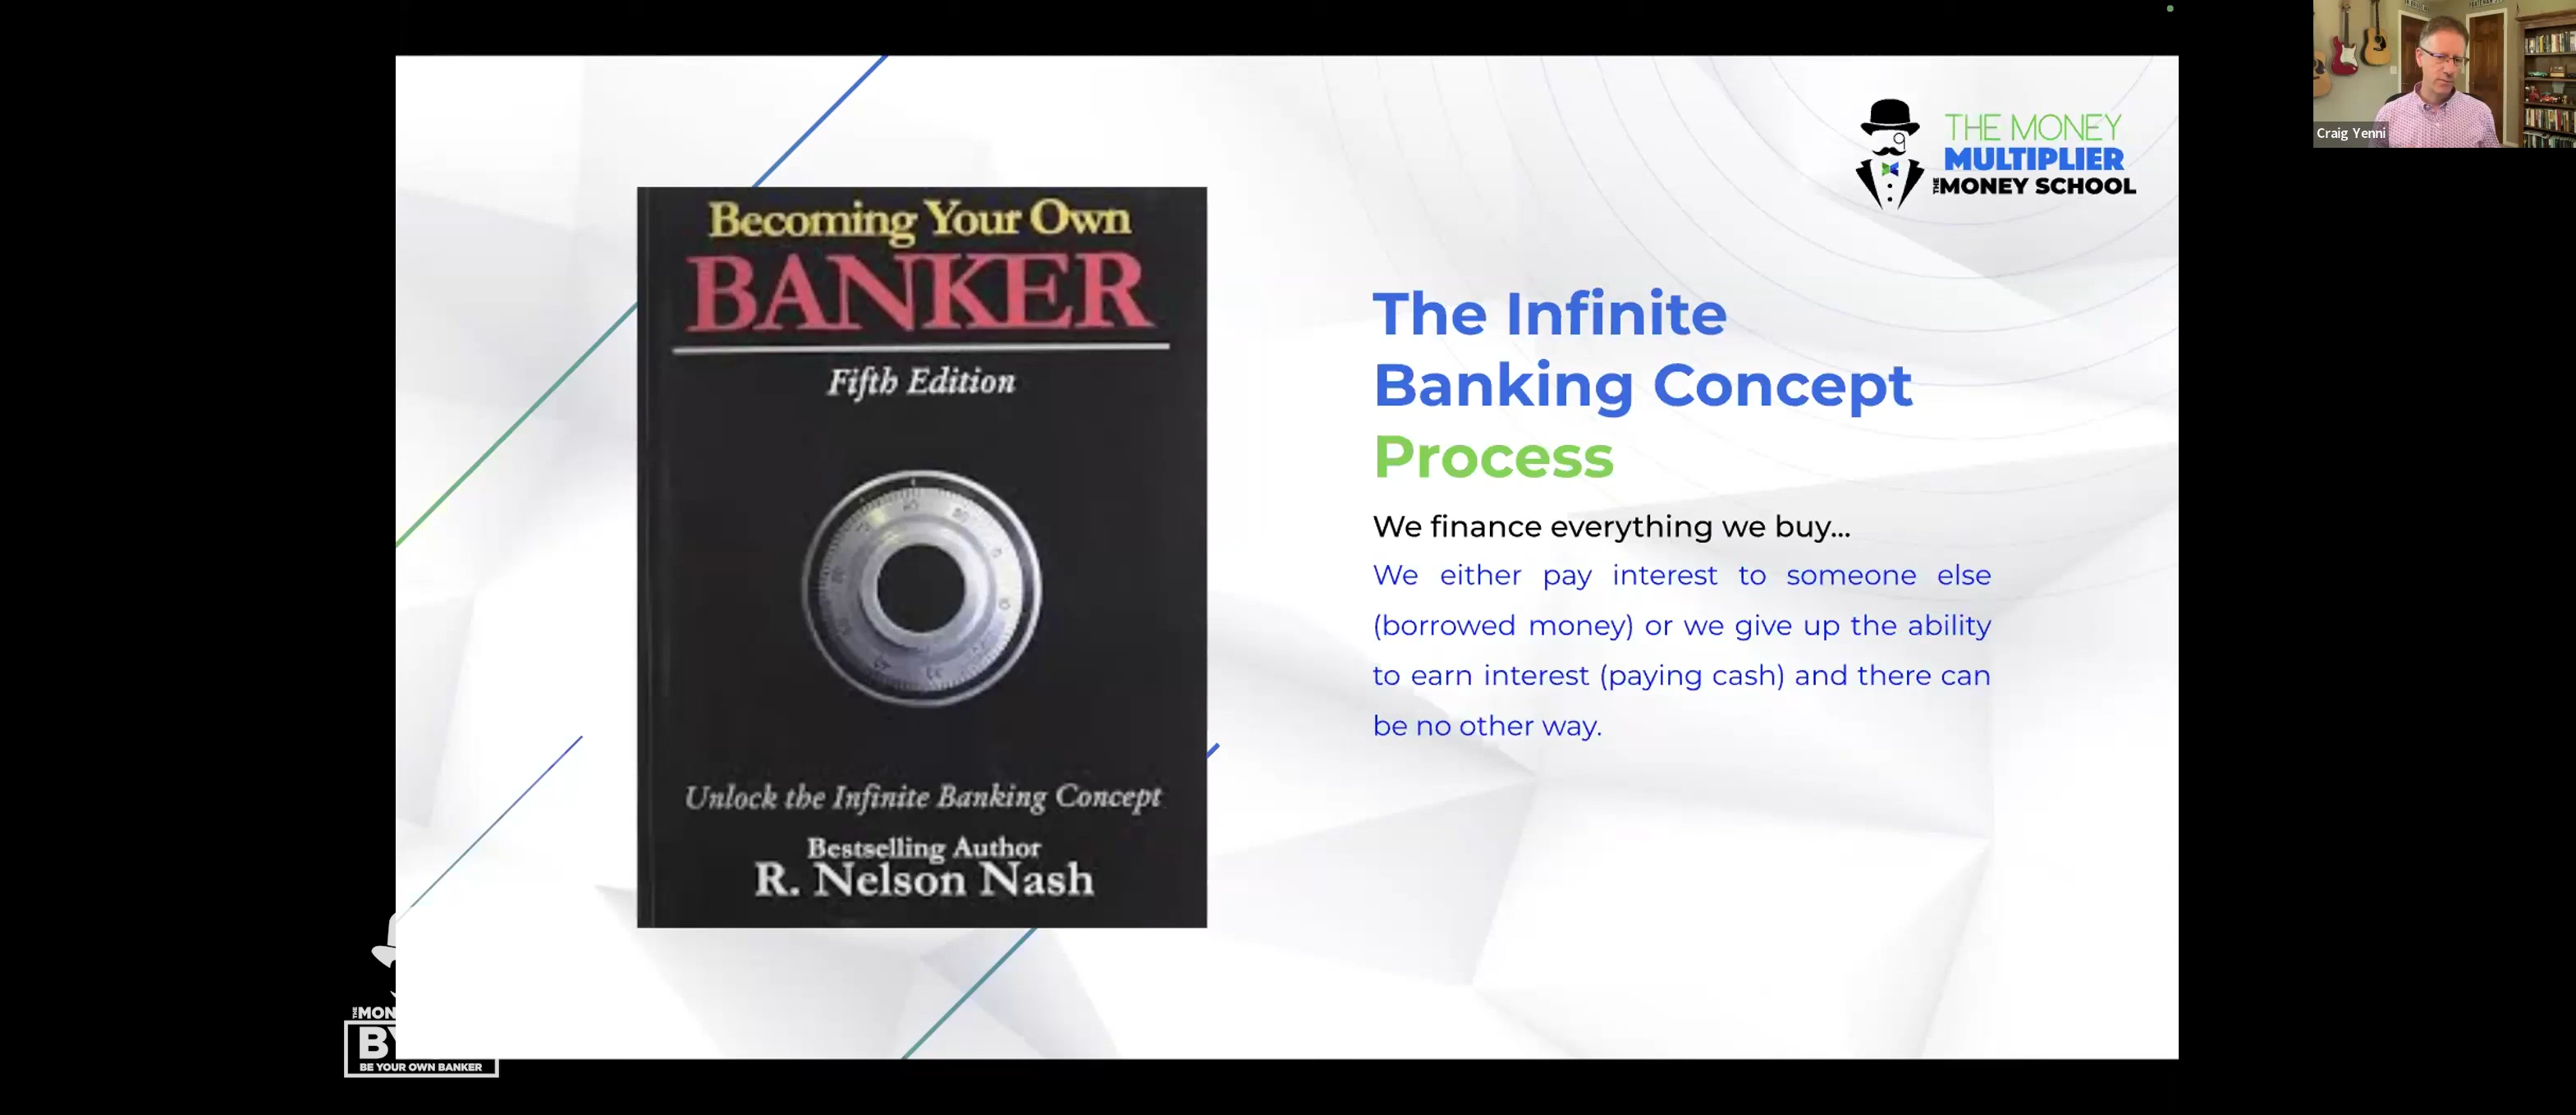 Craig Yenni
THE MONEY
MULTIPLIER
THE MONEY SCHOOL
Becoming Your Own
BANKER
Fifth Edition
Unlock the Infinite Banking Concept
Bestselling Author
R. Nelson Nash
The Infinite
Banking Concept
Process
We finance everything we buy...
We either pay interest to someone else
(borrowed money) or we give up the ability
to earn interest (paying cash) and there can
be no other way.
THE MON
B
BE YOUR OWN BANKER